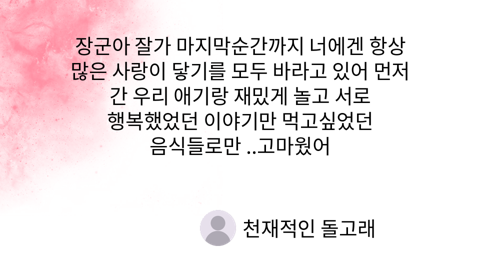 장군아 잘가 마지막순간까지 너에겐 항상
많은 사랑이 닿기를 모두 바라고 있어 먼저
간 우리 애기랑 재밌게 놀고 서로
행복했었던 이야기만 먹고싶었던
음식들로만 ..고마웠어
천재적인 돌고래